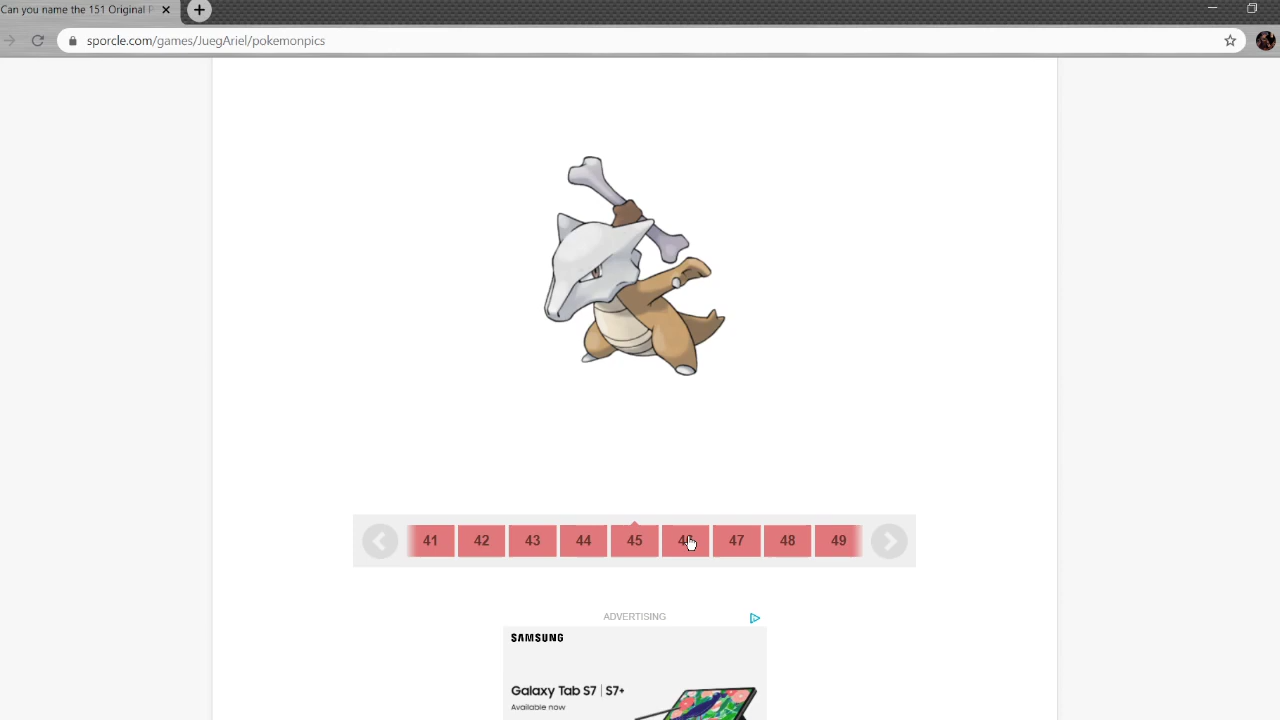 Can you name the 151 Original P
sporcle.com/games/JuegAriel/pokemonpics
41 42 43 44 45 46 47 48 49
ADVERTISING
SAMSUNG
Galaxy Tab S7 | S7+
Available now